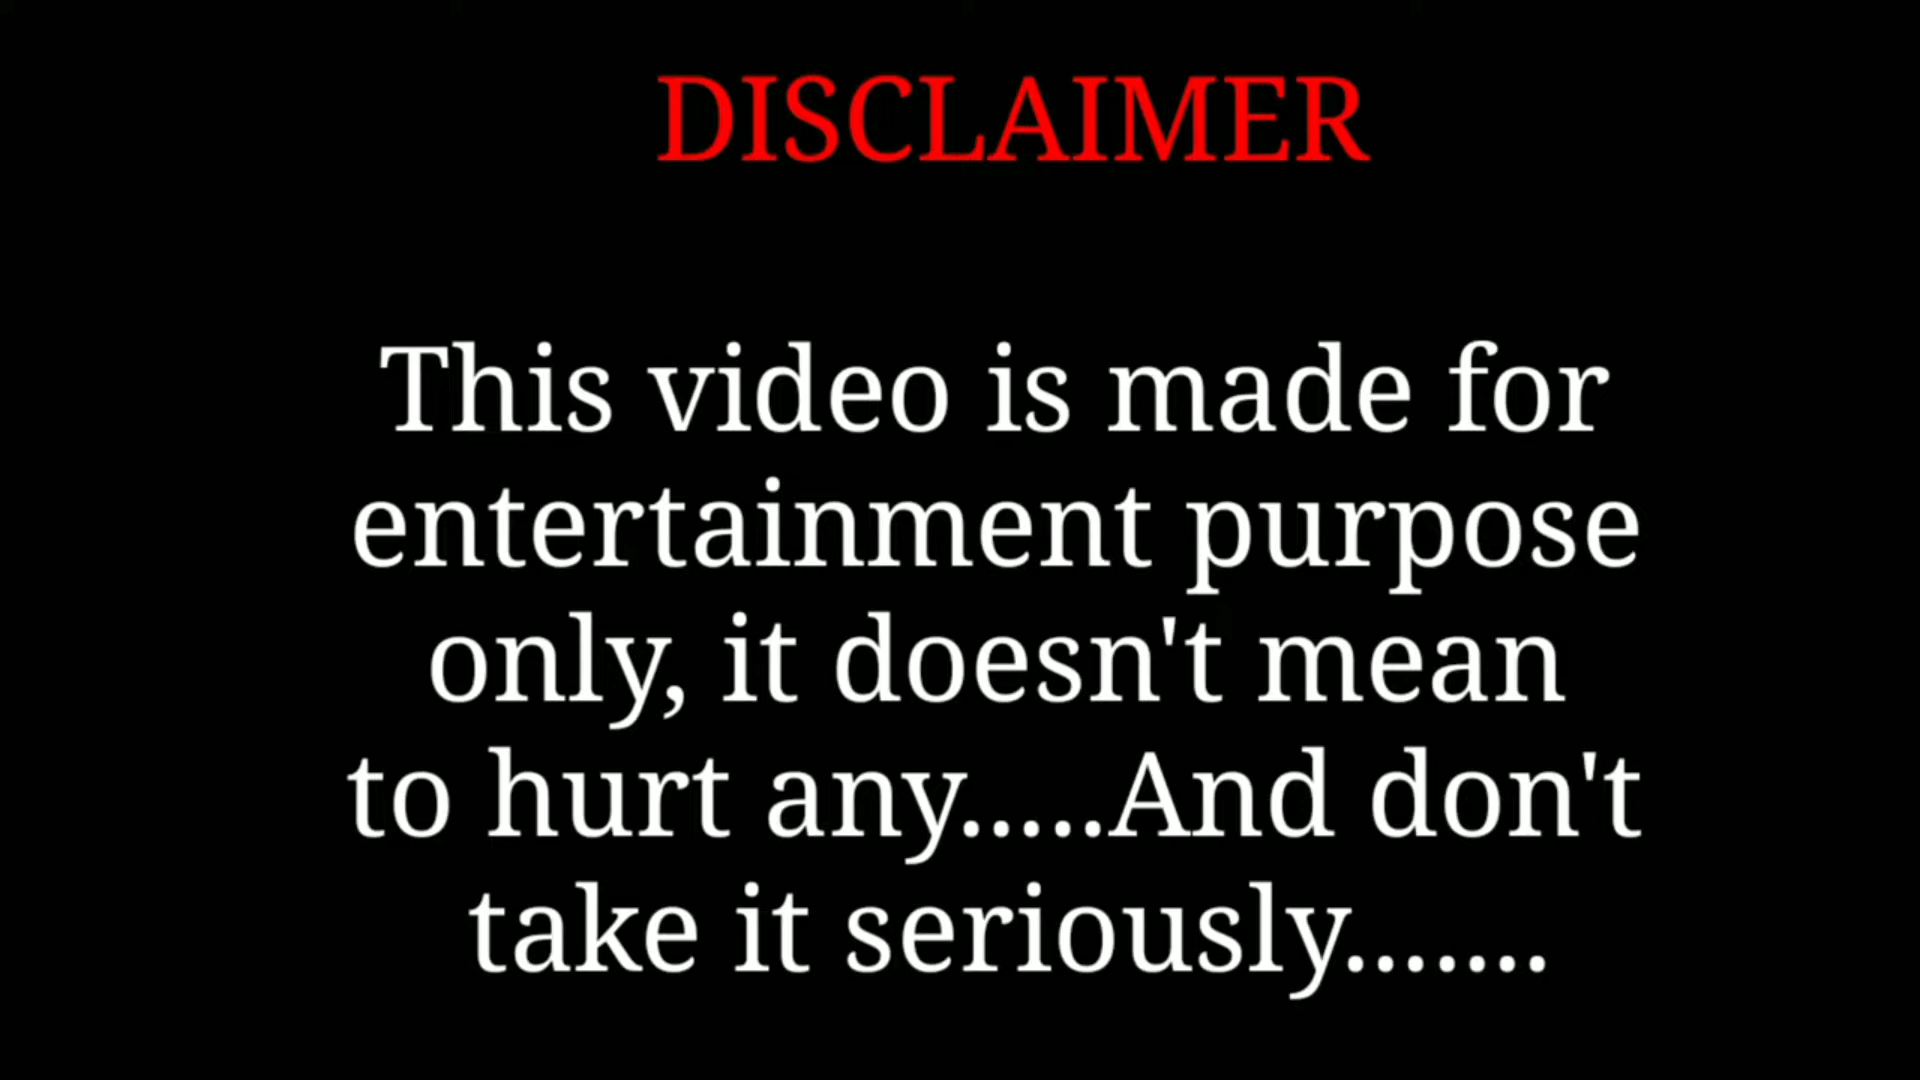 DISCLAIMER
This video is made for
entertainment purpose
only, it doesn't mean
to hurt any.....And don't
take it seriously.......